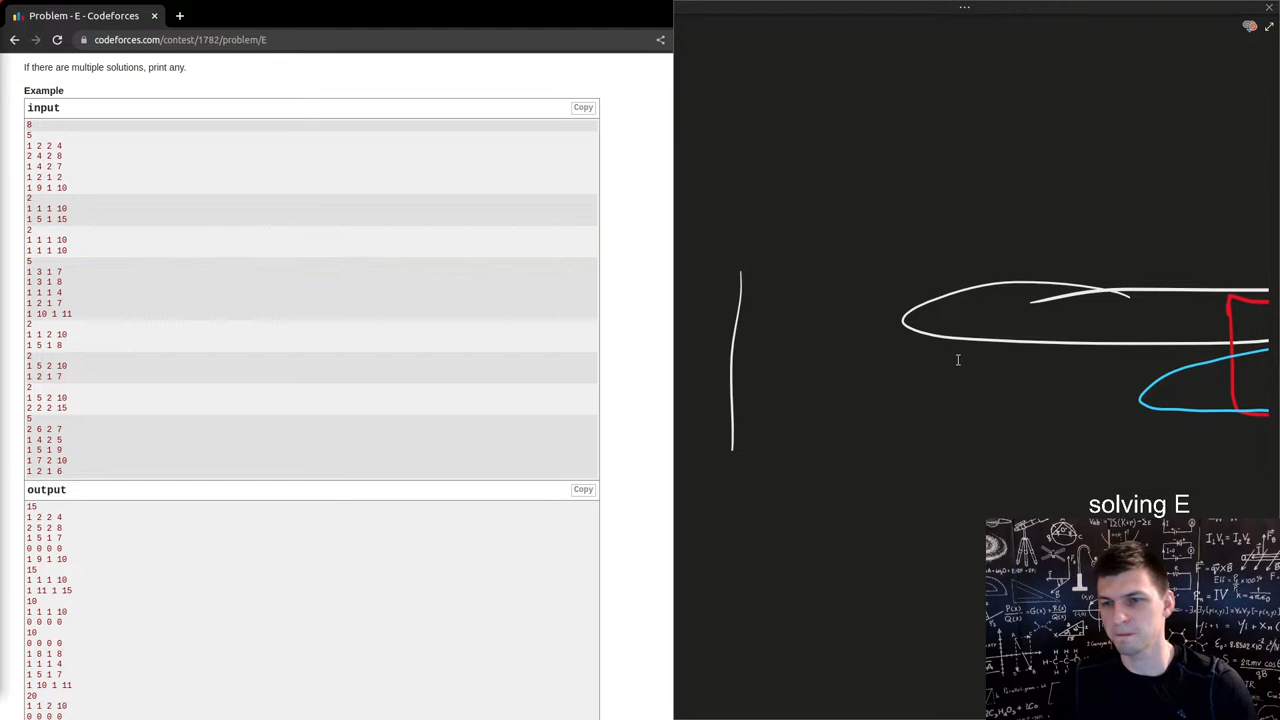 Problem - E - Codeforces
codeforces.com/contest/1782/problem/E
If there are multiple solutions, print any.
Example
input
Copy
8
5
1 2 2 4
2 4 2 8
1 4 2 7
1 2 1 2
1 9 1 10
2
1 1 1 10
1 5 1 15
2
1 1 1 10
1 1 1 10
5
1 3 1 7
1 3 1 8
1 1 1 4
1 2 1 7
1 10 1 11
2
1 1 2 10
1 5 1 8
2
1 5 2 10
1 2 1 7
2
1 5 2 10
2 2 2 15
5
2 6 2 7
1 4 2 5
1 5 1 9
1 7 2 10
1 2 1 6
output
Copy
15
1 2 2 4
2 5 2 8
1 5 1 7
0 0 0 0
1 9 1 10
15
1 1 1 10
1 11 1 15
10
1 1 1 10
0 0 0 0
10
0 0 0 0
1 8 1 8
1 1 1 4
1 5 1 7
1 10 1 11
20
1 1 2 10
0 0 0 0
solving E